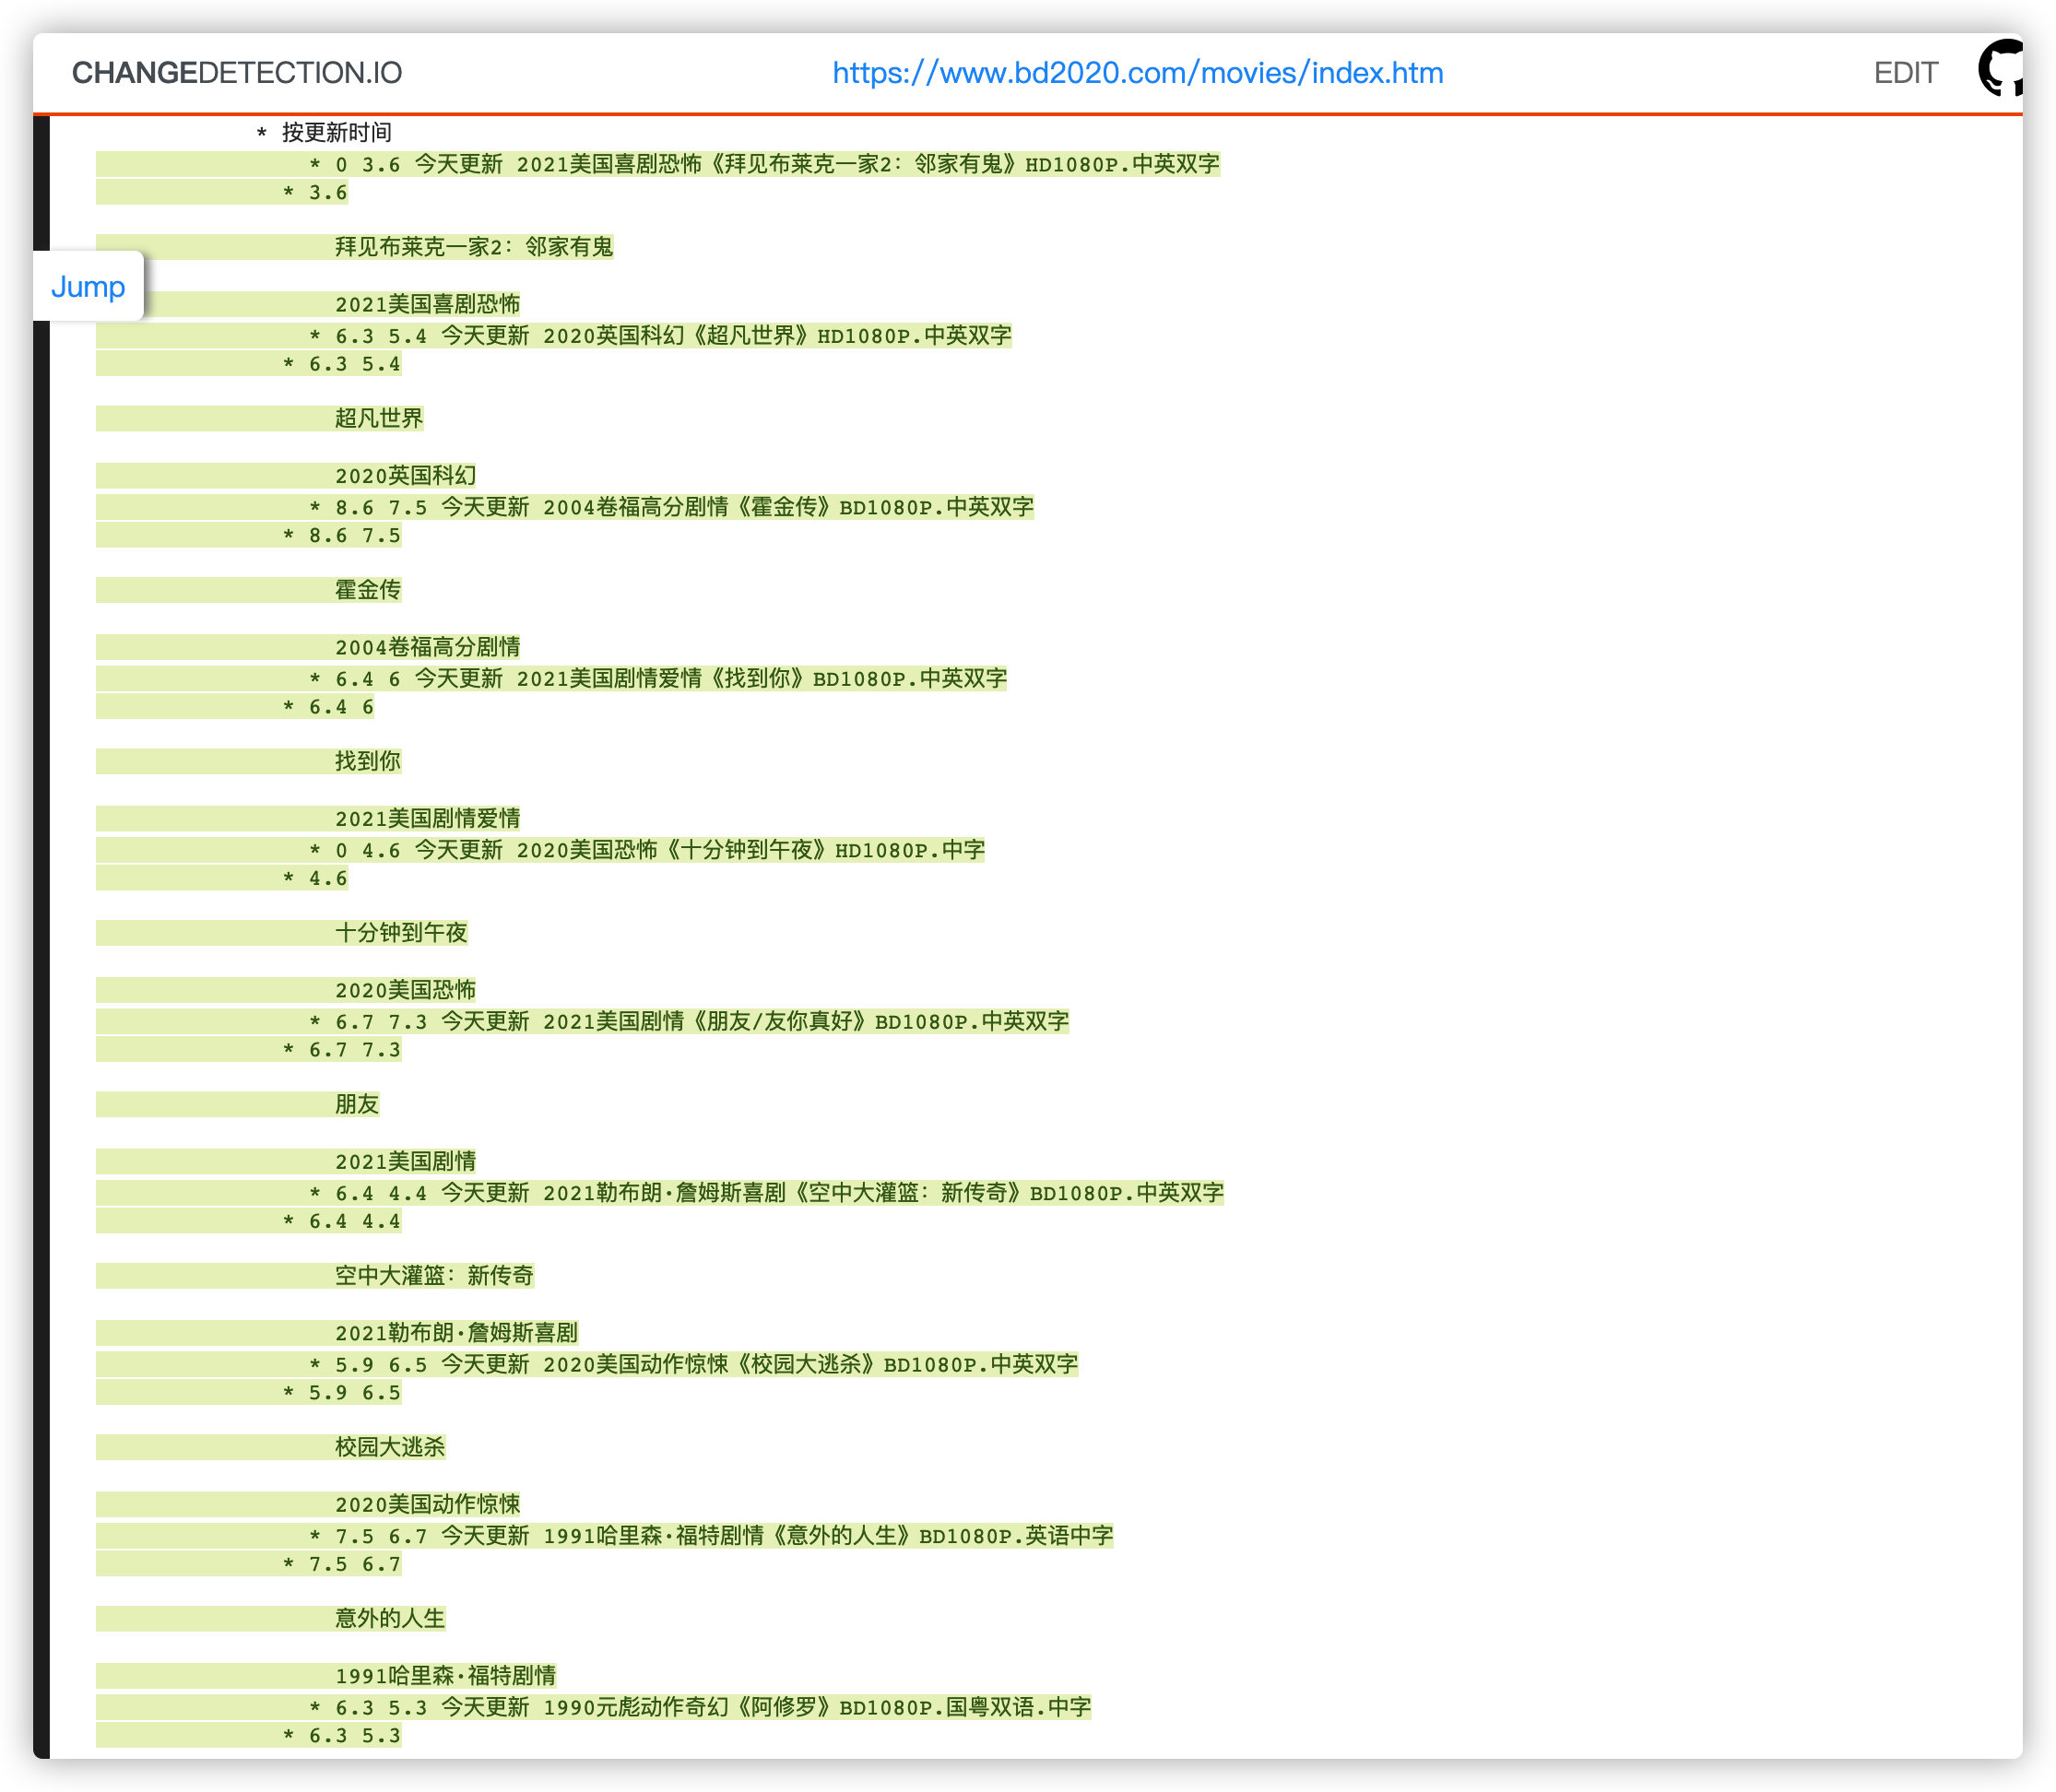 CHANGEDETECTION.IO https://www.bd2020.com/movies/index.htm EDIT
* 按更新时间
* 0 3.6 今天更新 2021美国喜剧恐怖《拜见布莱克一家2：邻家有鬼》HD1080P.中英双字
* 3.6
拜见布莱克一家2：邻家有鬼
Jump
2021美国喜剧恐怖
* 6.3 5.4 今天更新 2020英国科幻《超凡世界》HD1080P.中英双字
* 6.3 5.4
超凡世界
2020英国科幻
* 8.6 7.5 今天更新 2004卷福高分剧情《霍金传》BD1080P.中英双字
* 8.6 7.5
霍金传
2004卷福高分剧情
* 6.4 6 今天更新 2021美国剧情爱情《找到你》BD1080P.中英双字
* 6.4 6
找到你
2021美国剧情爱情
* 0 4.6 今天更新 2020美国恐怖《十分钟到午夜》HD1080P.中字
* 4.6
十分钟到午夜
2020美国恐怖
* 6.7 7.3 今天更新 2021美国剧情《朋友/友你真好》BD1080P.中英双字
* 6.7 7.3
朋友
2021美国剧情
* 6.4 4.4 今天更新 2021勒布朗·詹姆斯喜剧《空中大灌篮：新传奇》BD1080P.中英双字
* 6.4 4.4
空中大灌篮：新传奇
2021勒布朗·詹姆斯喜剧
* 5.9 6.5 今天更新 2020美国动作惊悚《校园大逃杀》BD1080P.中英双字
* 5.9 6.5
校园大逃杀
2020美国动作惊悚
* 7.5 6.7 今天更新 1991哈里森·福特剧情《意外的人生》BD1080P.英语中字
* 7.5 6.7
意外的人生
1991哈里森·福特剧情
* 6.3 5.3 今天更新 1990元彪动作奇幻《阿修罗》BD1080P.国粤双语.中字
* 6.3 5.3